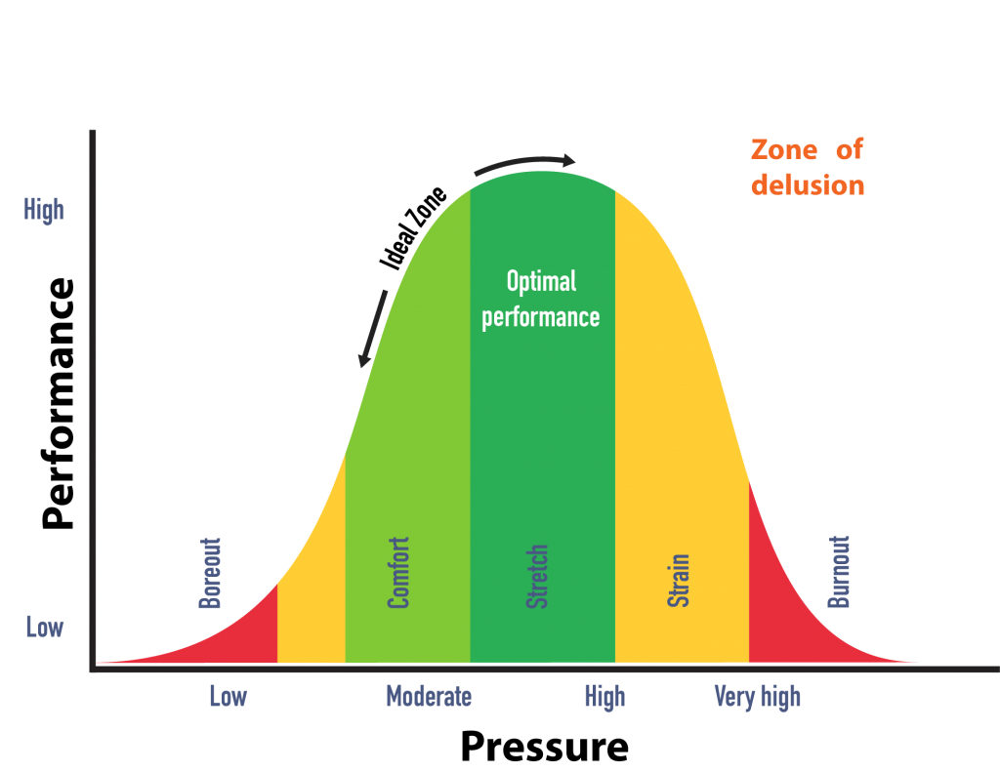 Zone of
delusion
High
Ideal Zone
Optimal
performance
Performance
Boreout
Comfort
Stretch
Strain
Burnout
Low
Low
Moderate
High
Very high
Pressure